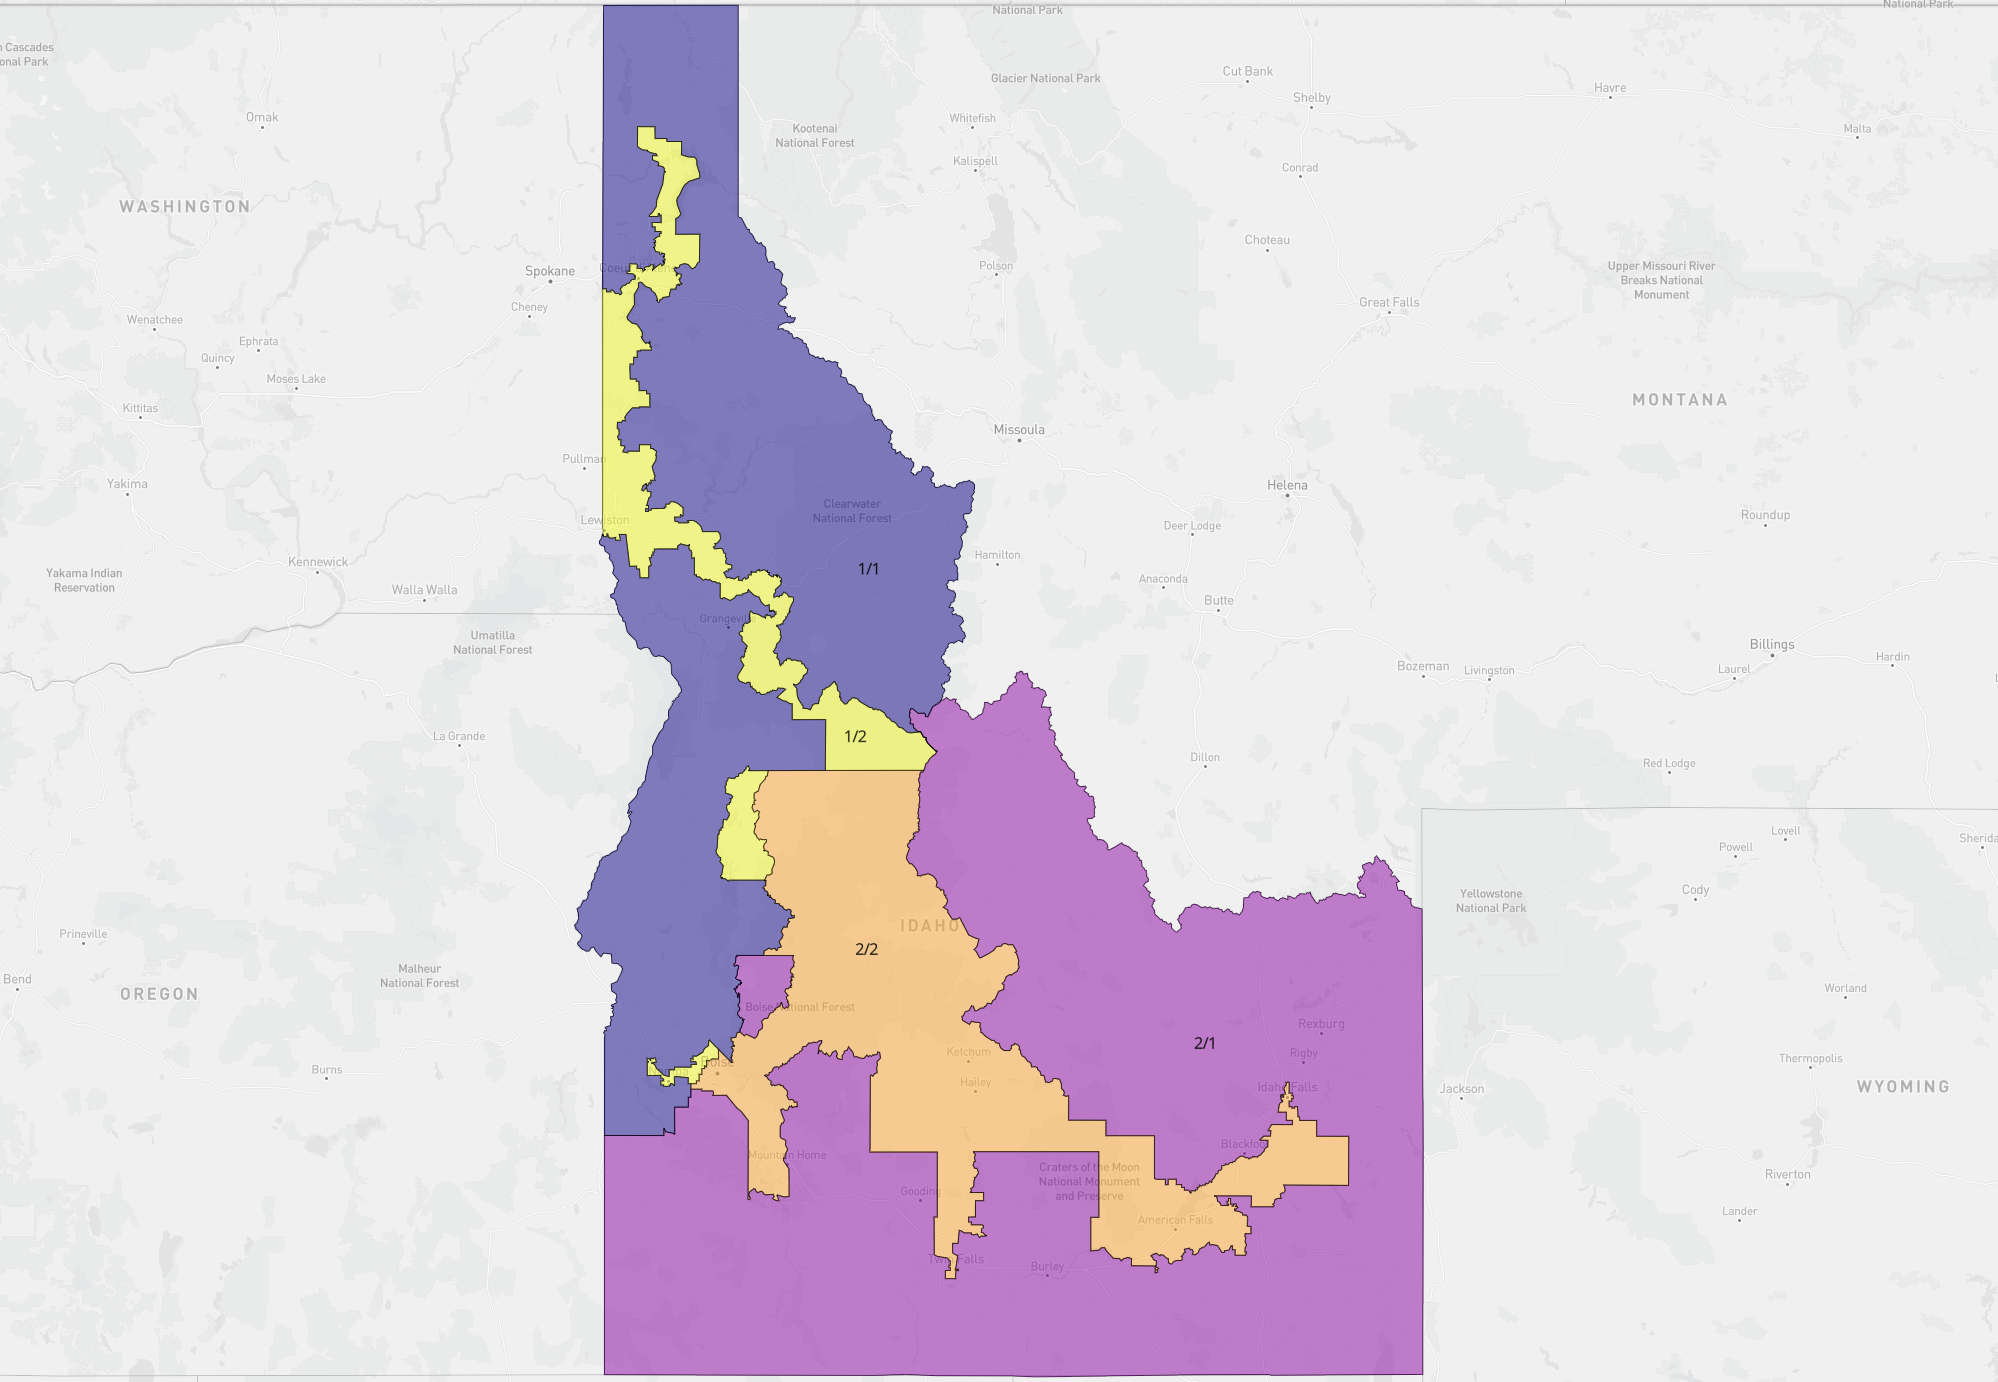 National Park
National Park
Cascades
onal Park
Glacier National Park
Cut Bank
Shelby
Havre
Malta
Omak
Whitefish
Kootenai
National Forest
Kalispell
Conrad
WASHINGTON
Choteau
Spokane
Coeur d'Alene
Polson
Upper Missouri River
Breaks National
Monument
Cheney
Great Falls
Wenatchee
Ephrata
Quincy
Moses Lake
Kittitas
MONTANA
Missoula
Pullman
Yakima
Helena
Clearwater
National Forest
Lewiston
Deer Lodge
Roundup
Hamilton
Kennewick
Yakama Indian
Reservation
Walla Walla
1/1
Anaconda
Butte
Grangeville
Umatilla
National Forest
Billings
Bozeman
Livingston
Laurel
Hardin
La Grande
1/2
Dillon
Red Lodge
Lovell
Powell
Sherida
Cody
Yellowstone
National Park
Prineville
IDAHO
2/2
Bend
Malheur
National Forest
OREGON
Worland
Boise National Forest
Rexburg
2/1
Ketchum
Rigby
Thermopolis
Burns
Boise
Hailey
Idaho Falls
Jackson
WYOMING
Blackfoot
Mountain Home
Craters of the Moon
National Monument
and Preserve
Gooding
Riverton
American Falls
Lander
Twin Falls
Burley